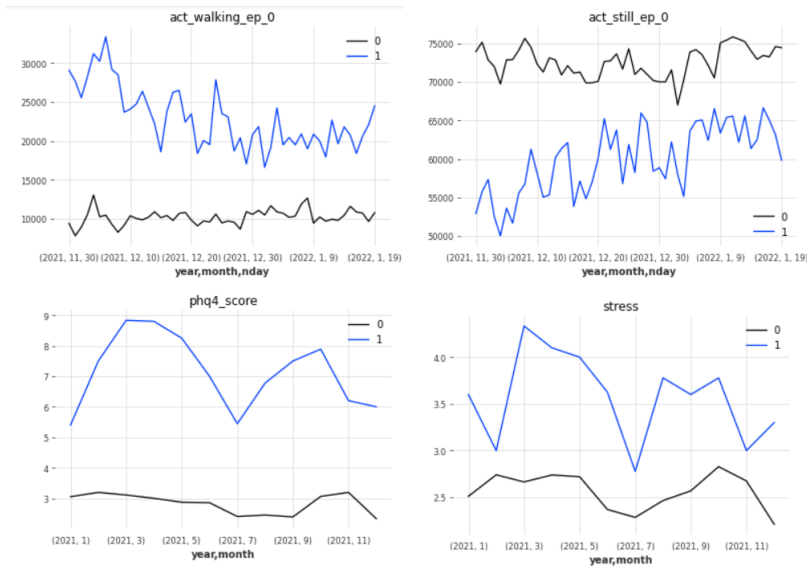 act_walking_ep_0
0
1
30000
25000
20000
15000
10000
(2021, 11, 30) (2021, 12, 10) (2021, 12, 20) (2021, 12, 30) (2022, 1, 9) (2022, 1, 19)
year,month,nday
act_still_ep_0
75000
70000
65000
60000
55000
50000
0
1
(2021, 11, 30) (2021, 12, 10) (2021, 12, 20) (2021, 12, 30) (2022, 1, 9) (2022, 1, 19)
year,month,nday
phq4_score
9
8
7
6
5
4
3
0
1
(2021, 1) (2021, 3) (2021, 5) (2021, 7) (2021, 9) (2021, 11)
year,month
stress
0
1
4.0
3.5
3.0
2.5
(2021, 1) (2021, 3) (2021, 5) (2021, 7) (2021, 9) (2021, 11)
year,month